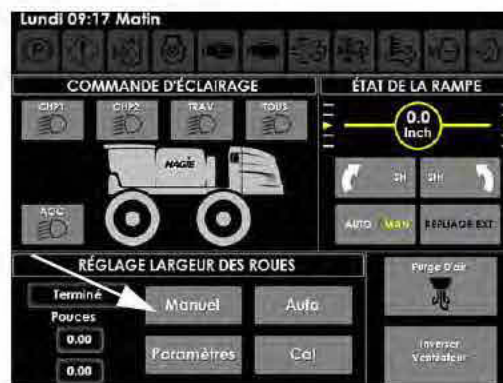 Lundi 09:17 Matin
COMMANDE D'ÉCLAIRAGE
ÉTAT DE LA RAMPE
CHP1
CHP2
TRAV
TOUS
0.0
Inch
HAGIE
SH
SIH
AUTO / MAN
REPLIAGE EXT
ACC
RÉGLAGE LARGEUR DES ROUES
Purge D'air
Terminé
Manuel
Auto
Pouces
0.00
Paramètres
Cal
Inverser
Ventilateur
0.00